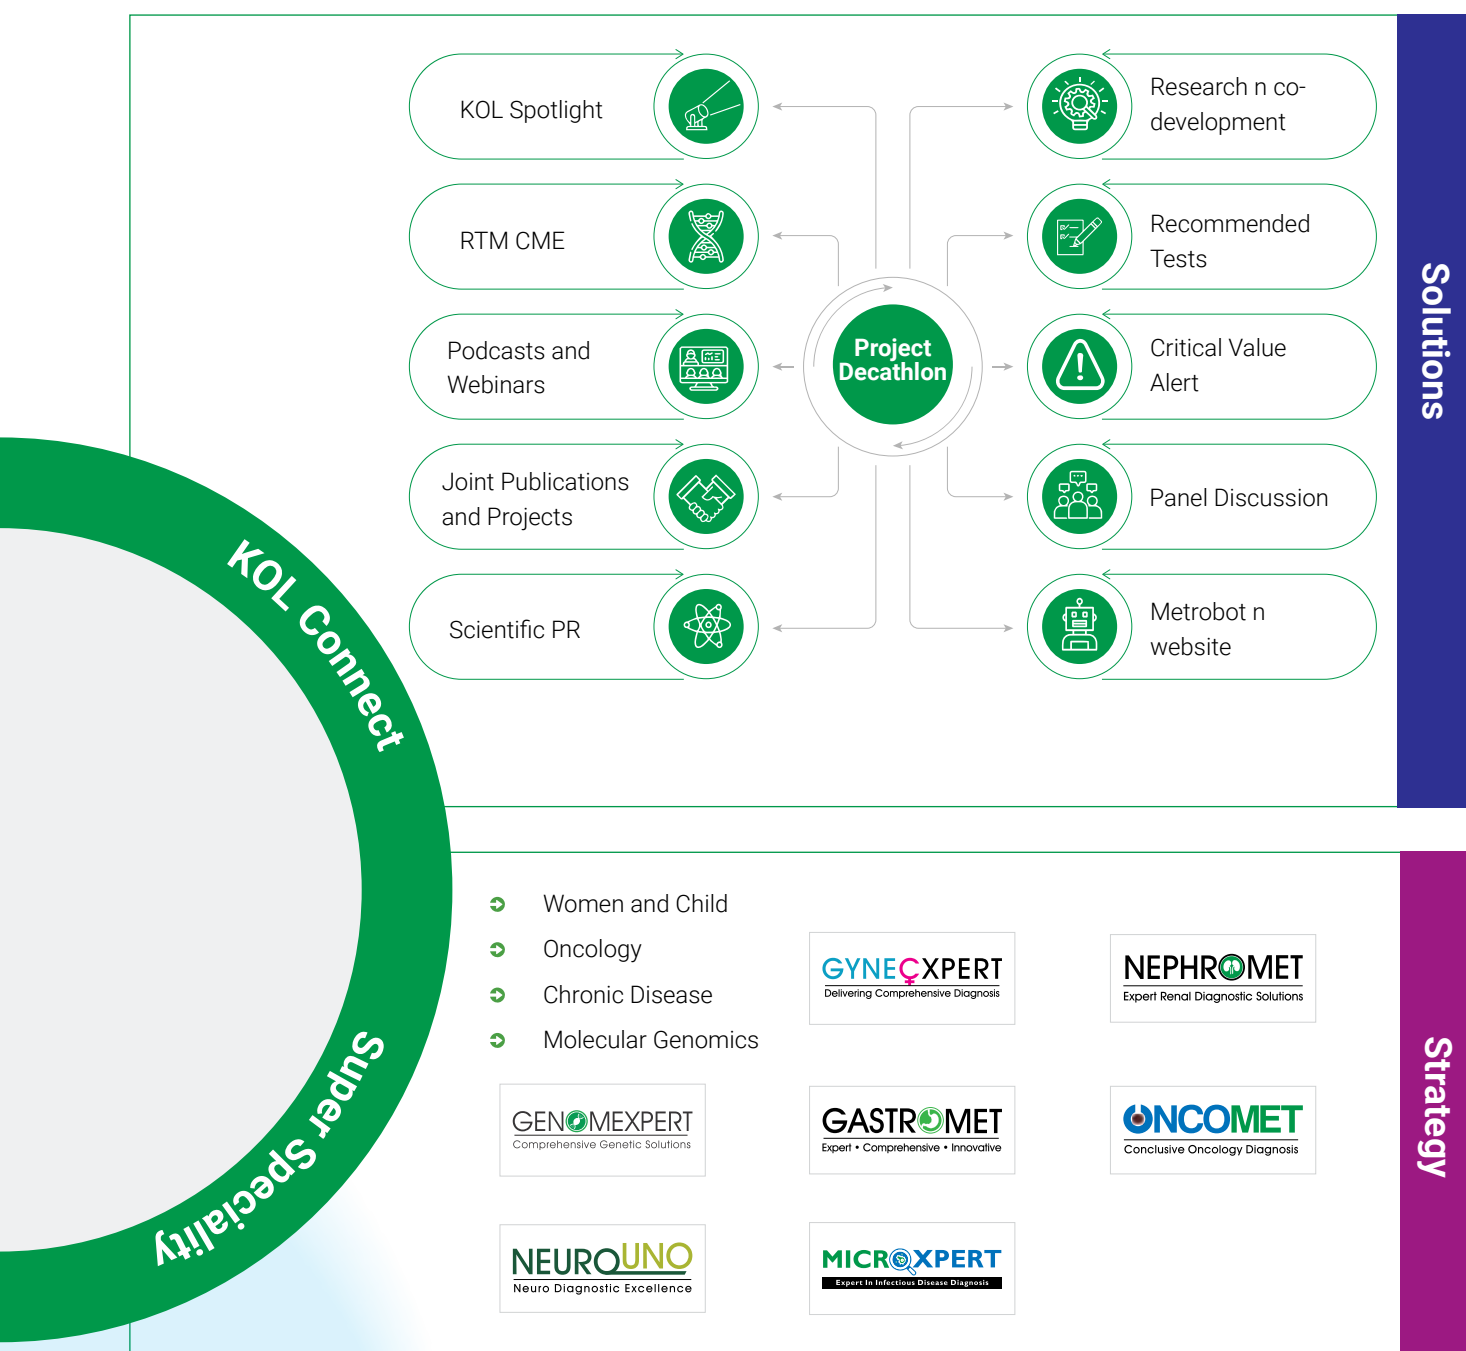 KOL Spotlight
RTM CME
Podcasts and
Webinars
Joint Publications
and Projects
Scientific PR
Project
Decathlon
Research n co-
development
Recommended
Tests
Critical Value
Alert
Panel Discussion
Metrobot n
website
Solutions
KOL Connect
Super Speciality
Women and Child
Oncology
Chronic Disease
Molecular Genomics
GYNECXPERT
Delivering Comprehensive Diagnosis
NEPHROMET
Expert Renal Diagnostic Solutions
GENOMEXPERT
Comprehensive Genetic Solutions
GASTROMET
Expert • Comprehensive • Innovative
ONCOMET
Conclusive Oncology Diagnosis
NEUROUNO
Neuro Diagnostic Excellence
MICROXPERT
Expert In Infectious Disease Diagnosis
Strategy